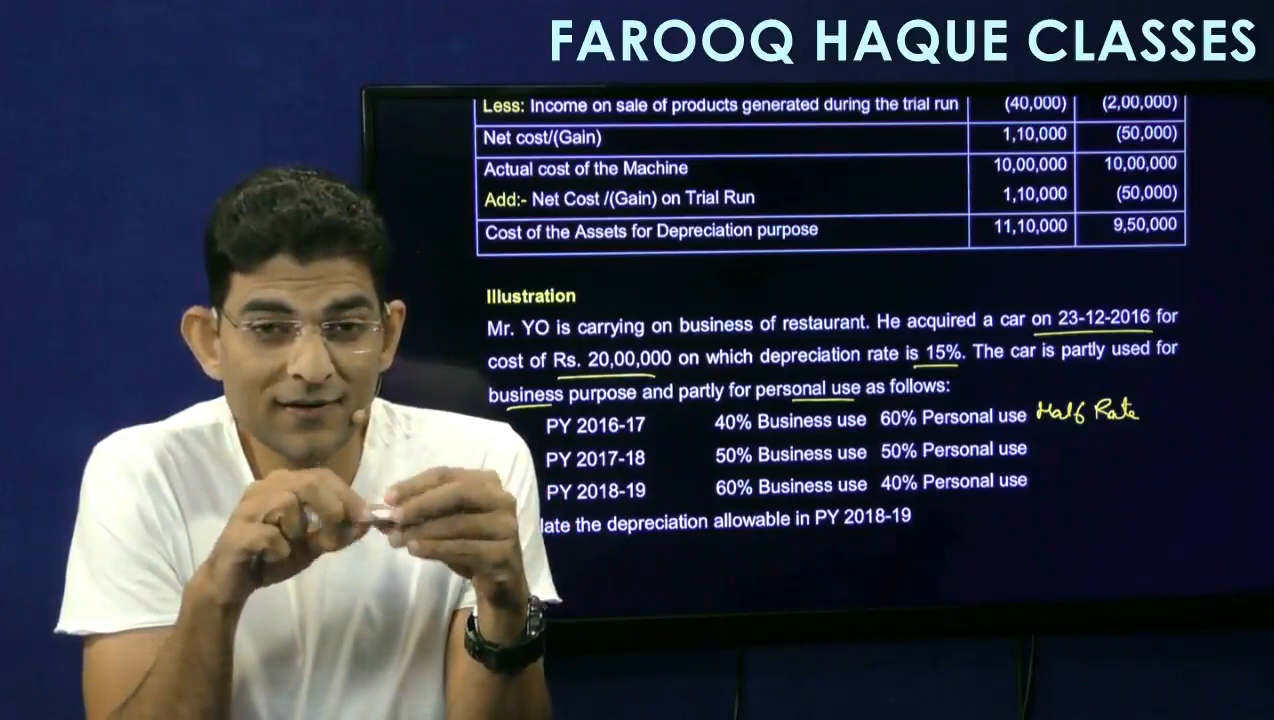 FAROOQ HAQUE CLASSES
Less: Income on sale of products generated during the trial run (40,000) (2,00,000)
Net cost/(Gain) 1,10,000 (50,000)
Actual cost of the Machine 10,00,000 10,00,000
Add:- Net Cost /(Gain) on Trial Run 1,10,000 (50,000)
Cost of the Assets for Depreciation purpose 11,10,000 9,50,000
Illustration
Mr. YO is carrying on business of restaurant. He acquired a car on 23-12-2016 for
cost of Rs. 20,00,000 on which depreciation rate is 15%. The car is partly used for
business purpose and partly for personal use as follows:
PY 2016-17 40% Business use 60% Personal use Half Rate
PY 2017-18 50% Business use 50% Personal use
PY 2018-19 60% Business use 40% Personal use
late the depreciation allowable in PY 2018-19